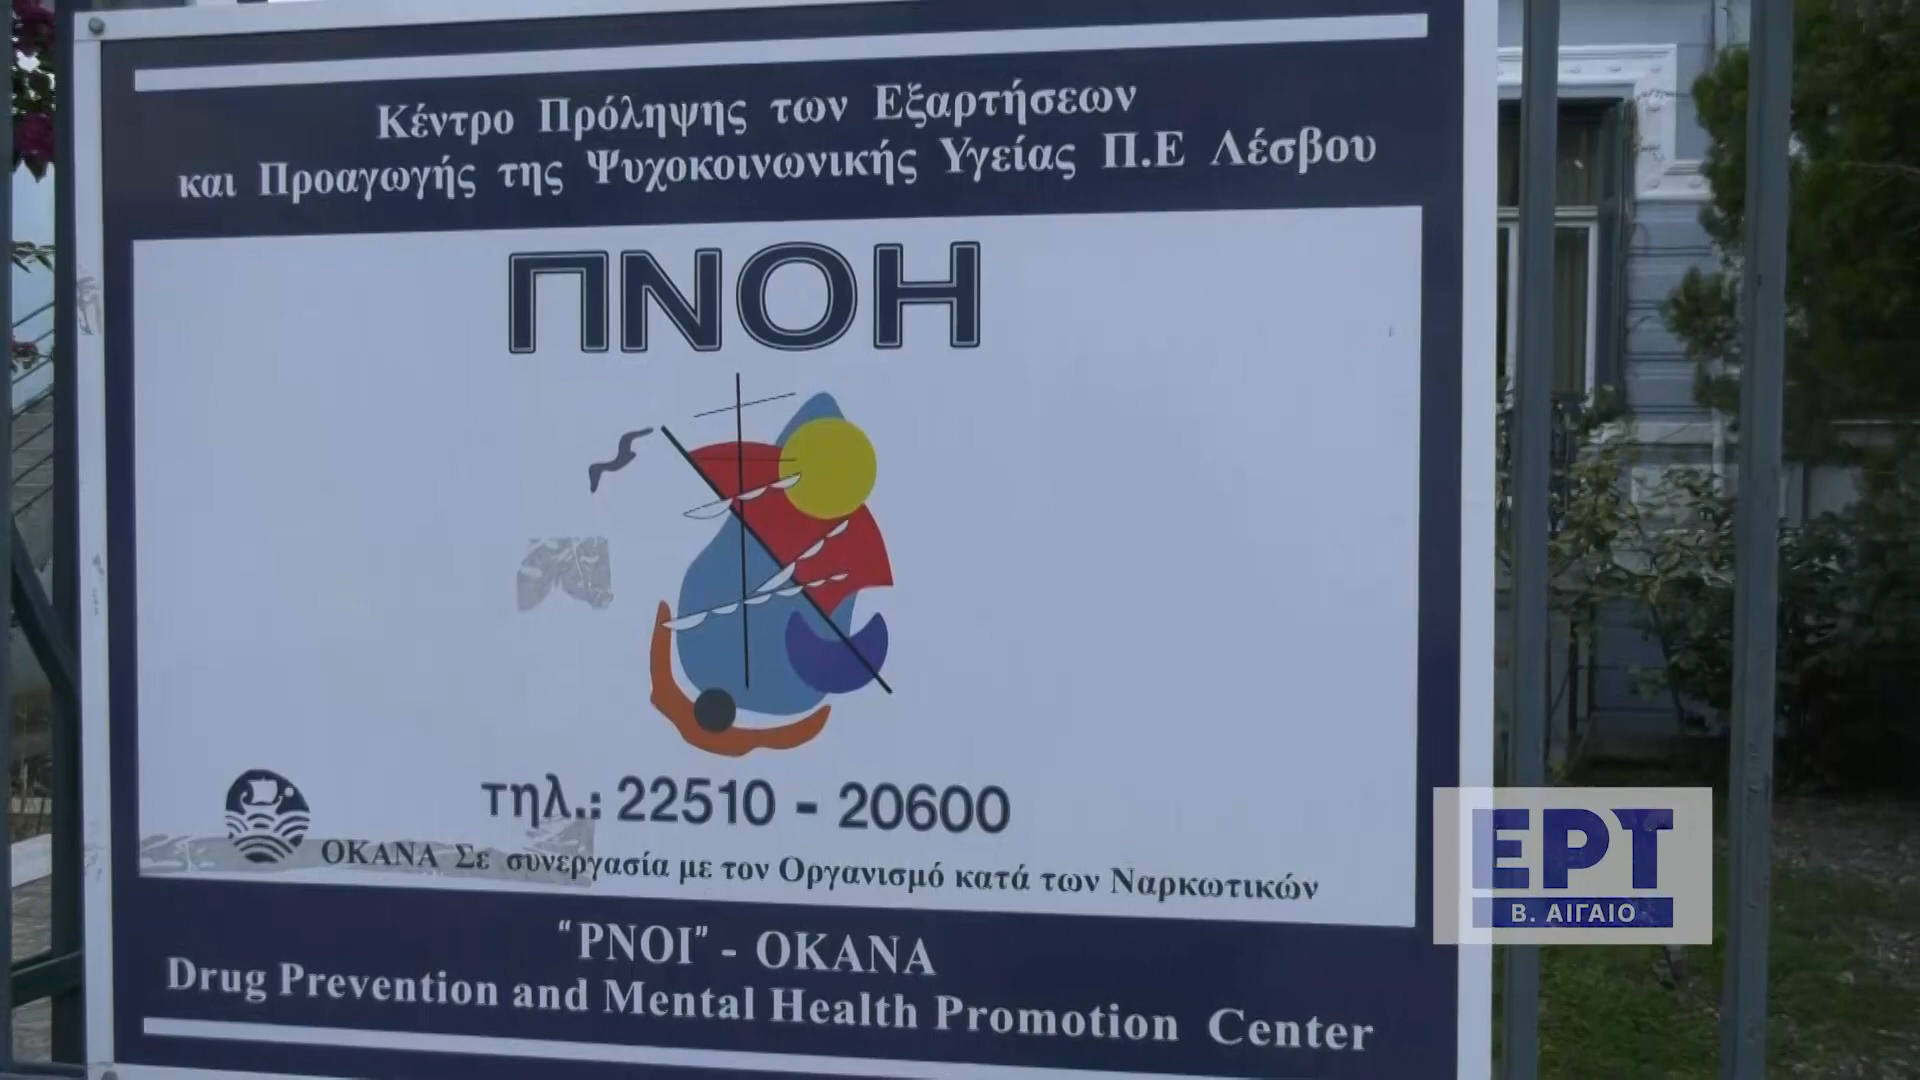 Κέντρο Πρόληψης των Εξαρτήσεων
και Προαγωγής της Ψυχοκοινωνικής Υγείας Π.Ε Λέσβου
ΠΝΟΗ
τηλ.: 22510 - 20600
ΟΚΑΝΑ Σε συνεργασία με τον Οργανισμό κατά των Ναρκωτικών
"PNOI" - OKANA
Drug Prevention and Mental Health Promotion Center
ΕΡΤ
Β. ΑΙΓΑΙΟ